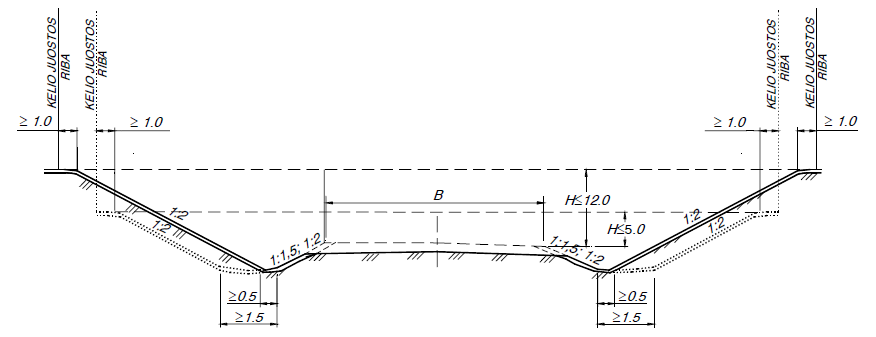 KELIO JUOSTOS
RIBA
KELIO JUOSTOS
RIBA
KELIO JUOSTOS
RIBA
KELIO JUOSTOS
RIBA
≥ 1.0
≥ 1.0
≥ 1.0
≥ 1.0
B
H≤12.0
H≤5.0
1:2
1:2
1:1,5; 1:2
1:1,5; 1:2
1:2
1:2
≥0.5
≥1.5
≥0.5
≥1.5